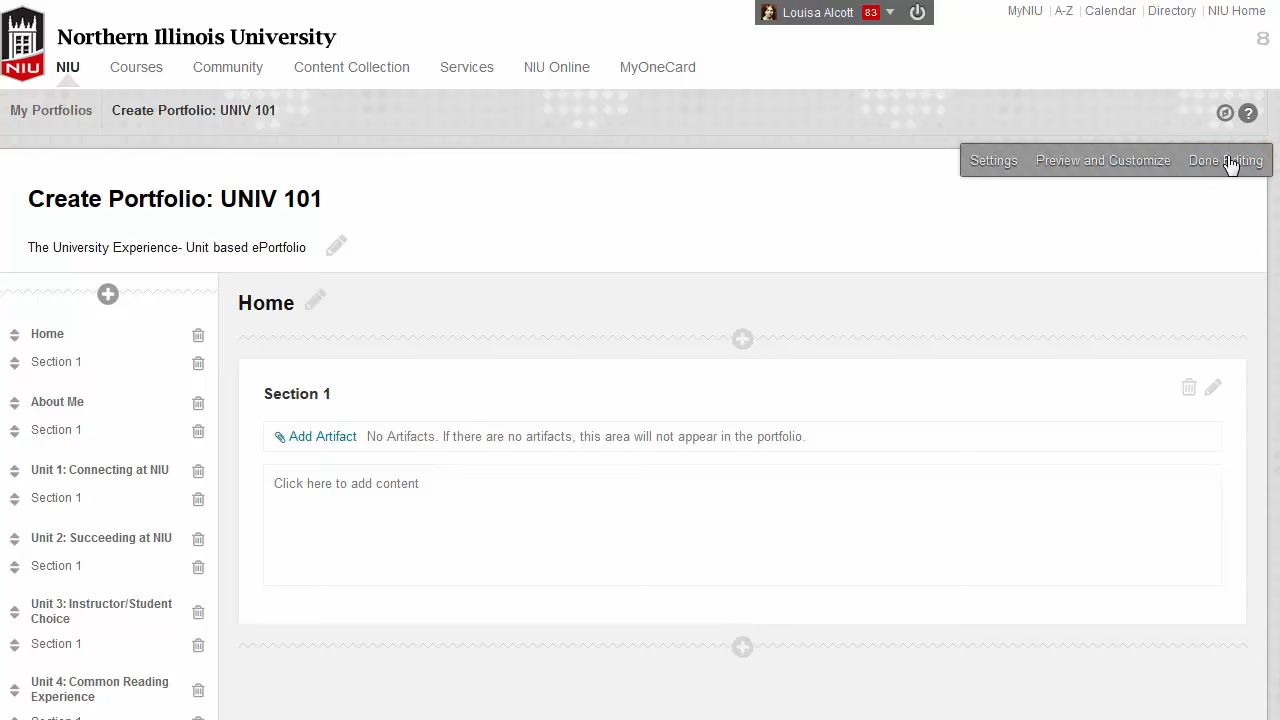 Louisa Alcott 83
MyNIU | A-Z | Calendar | Directory | NIU Home
8
NIU
Northern Illinois University
NIU Courses Community Content Collection Services NIU Online MyOneCard
My Portfolios Create Portfolio: UNIV 101
?
Settings Preview and Customize Done Editing
Create Portfolio: UNIV 101
The University Experience- Unit based ePortfolio
Home
Section 1
About Me
Section 1
Unit 1: Connecting at NIU
Section 1
Unit 2: Succeeding at NIU
Section 1
Unit 3: Instructor/Student
Choice
Section 1
Unit 4: Common Reading
Experience
Section 1
Home
Section 1
Add Artifact No Artifacts. If there are no artifacts, this area will not appear in the portfolio.
Click here to add content